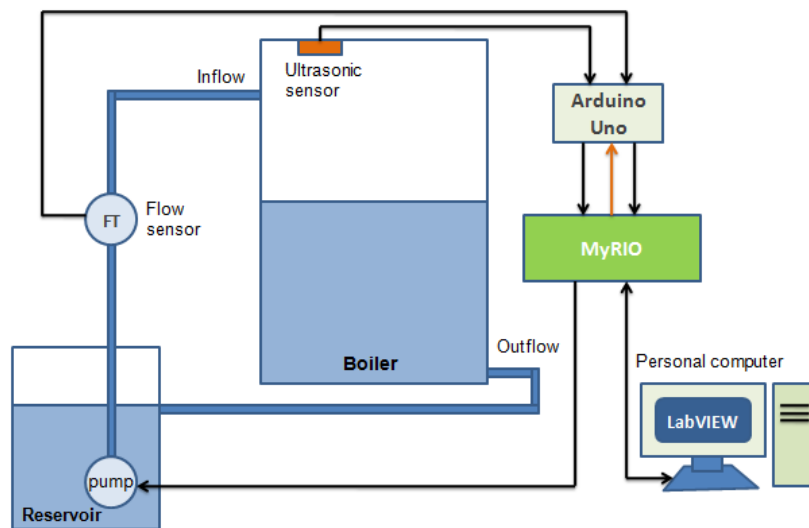 Inflow
Ultrasonic
sensor
Arduino
Uno
FT
Flow
sensor
MyRIO
Boiler
Outflow
Personal computer
LabVIEW
pump
Reservoir